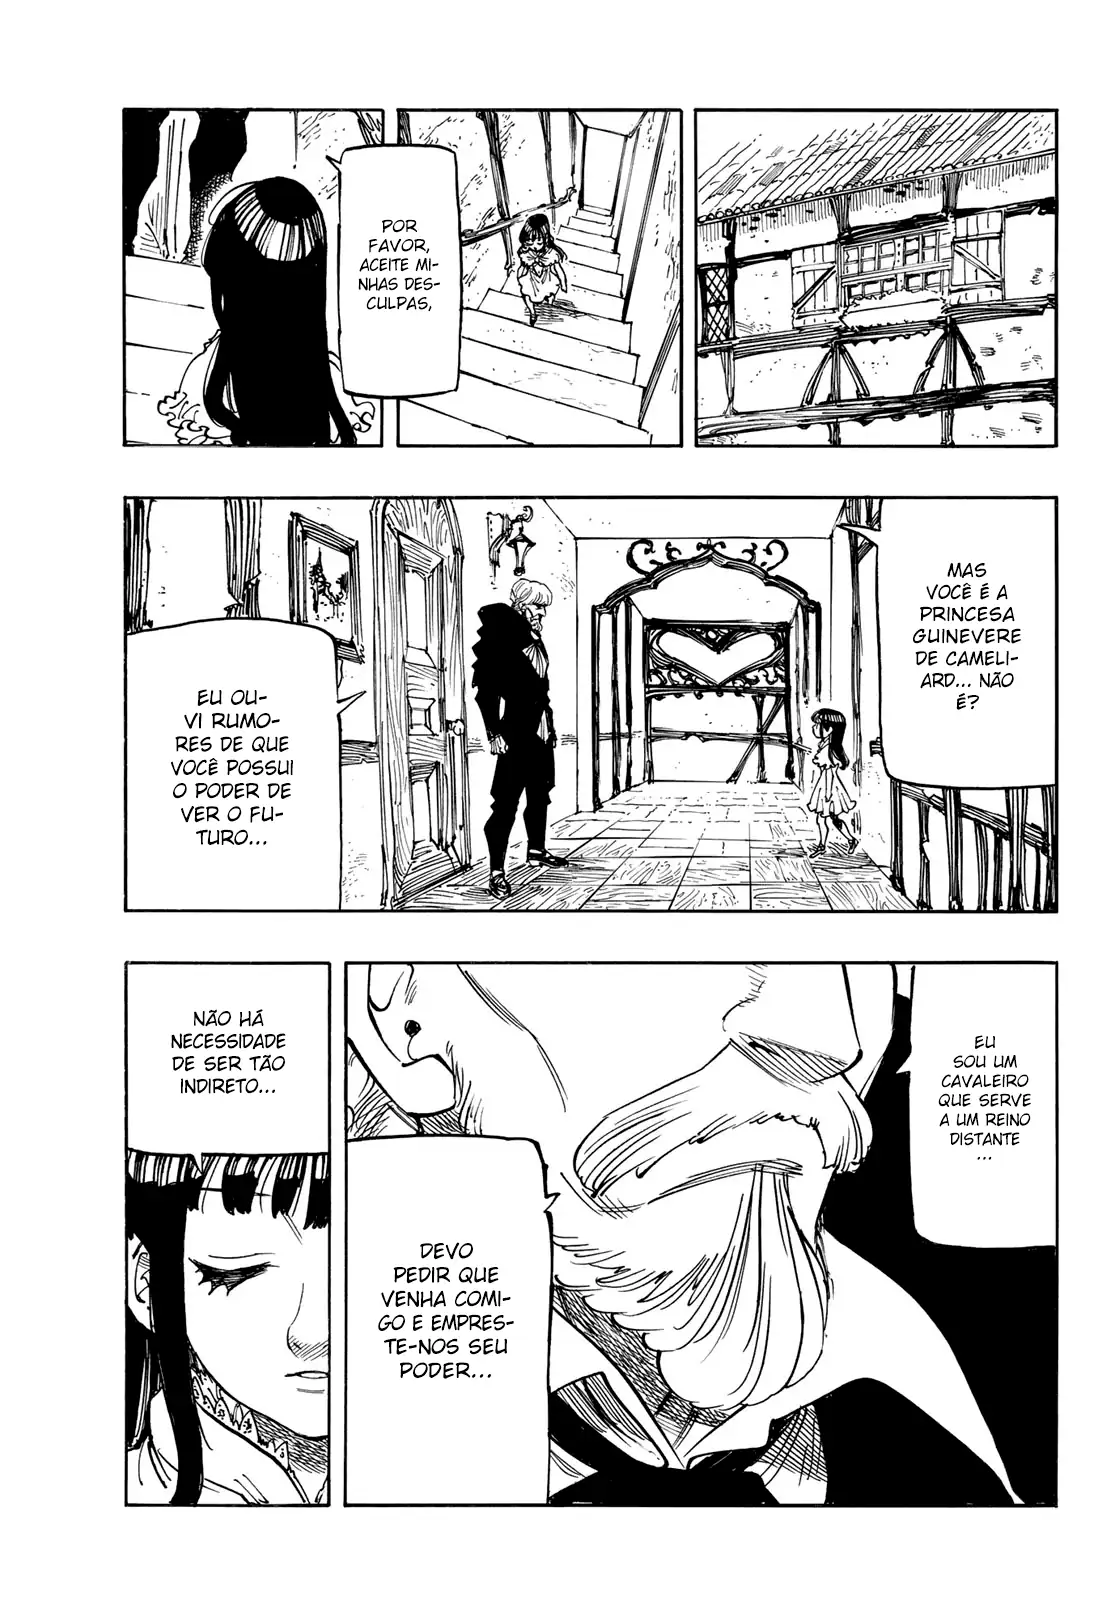 POR
FAVOR,
ACEITE MI-
NHAS DES-
CULPAS,
MAS
VOCÊ É A
PRINCESA
GUINEVERE
DE CAMELI-
ARD... NÃO
É?
EU OU-
VI RUMO-
RES DE QUE
VOCÊ POSSUI
O PODER DE
VER O FU-
TURO...
EU
SOU UM
CAVALEIRO
QUE SERVE
A UM REINO
DISTANTE
...
DEVO
PEDIR QUE
VENHA COMI-
GO E EMPRES-
TE-NOS SEU
PODER...
NÃO HÁ
NECESSIDADE
DE SER TÃO
INDIRETO...